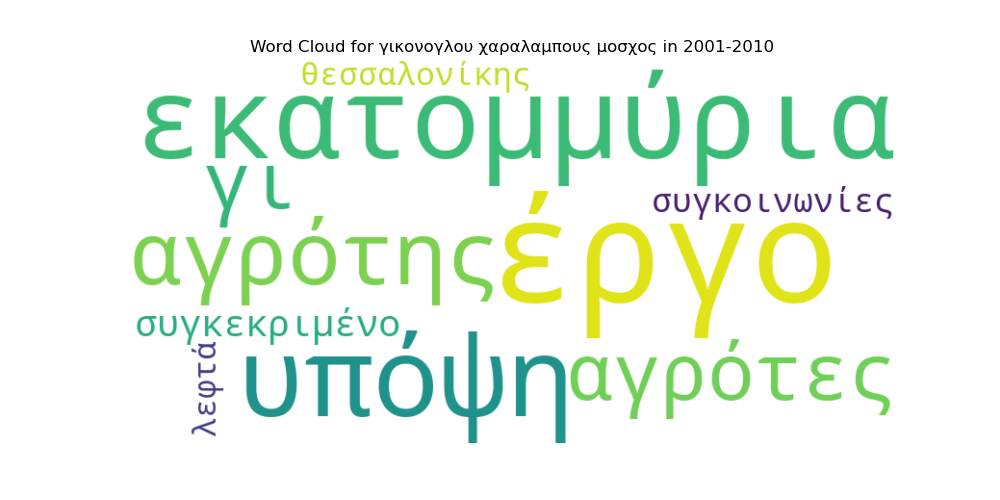 Word Cloud for γικονογλου χαραλαμπους μοσχος in 2001-2010
θεσσαλονίκης
εκατομμύρια
γι
συγκοινωνίες
αγρότης
έργο
συγκεκριμένο
λεφτά
υπόψη
αγρότες